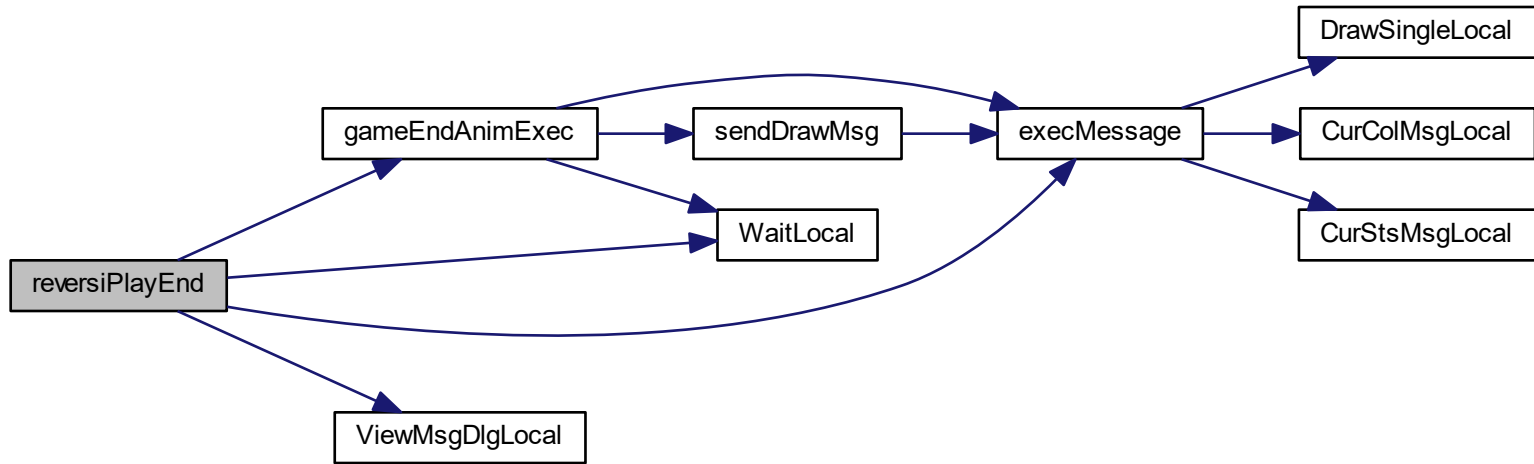 DrawSingleLocal
gameEndAnimExec
sendDrawMsg
execMessage
CurColMsgLocal
WaitLocal
CurStsMsgLocal
reversiPlayEnd
ViewMsgDlgLocal